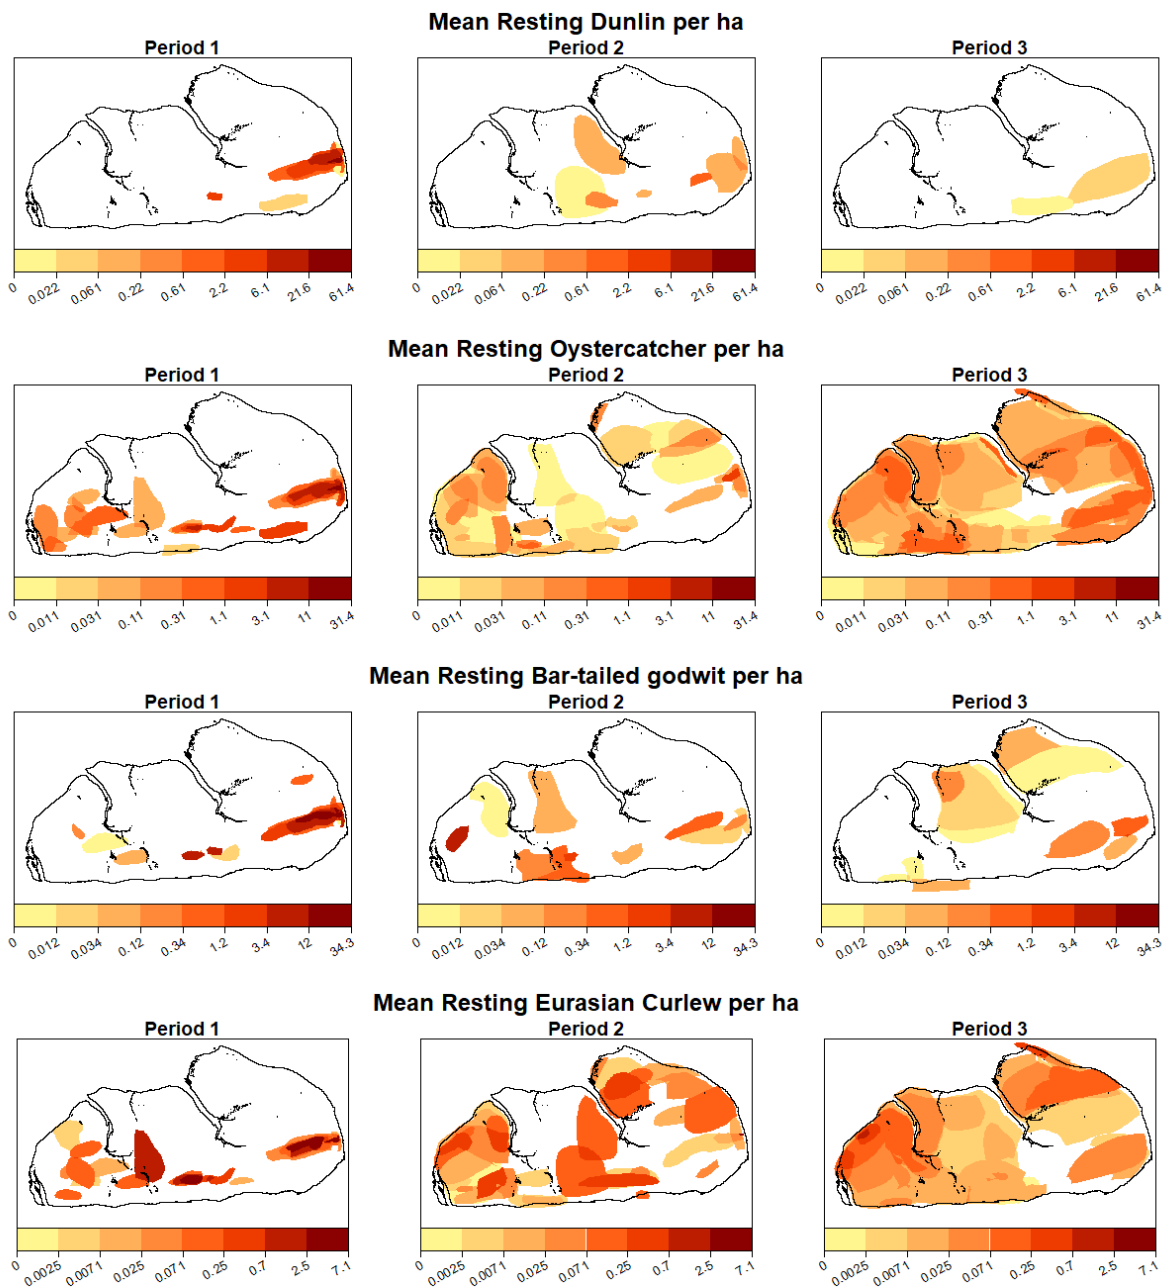 Mean Resting Dunlin per ha
Period 1 Period 2 Period 3
0 0.022 0.061 0.22 0.61 2.2 6.1 21.6 61.4 0 0.022 0.061 0.22 0.61 2.2 6.1 21.6 61.4 0 0.022 0.061 0.22 0.61 2.2 6.1 21.6 61.4
Mean Resting Oystercatcher per ha
Period 1 Period 2 Period 3
0 0.011 0.031 0.11 0.31 1.1 3.1 11 31.4 0 0.011 0.031 0.11 0.31 1.1 3.1 11 31.4 0 0.011 0.031 0.11 0.31 1.1 3.1 11 31.4
Mean Resting Bar-tailed godwit per ha
Period 1 Period 2 Period 3
0 0.012 0.034 0.12 0.34 1.2 3.4 12 34.3 0 0.012 0.034 0.12 0.34 1.2 3.4 12 34.3 0 0.012 0.034 0.12 0.34 1.2 3.4 12 34.3
Mean Resting Eurasian Curlew per ha
Period 1 Period 2 Period 3
0 0.0025 0.0071 0.025 0.071 0.25 0.7 2.5 7.1 0 0.0025 0.0071 0.025 0.071 0.25 0.7 2.5 7.1 0 0.0025 0.0071 0.025 0.071 0.25 0.7 2.5 7.1